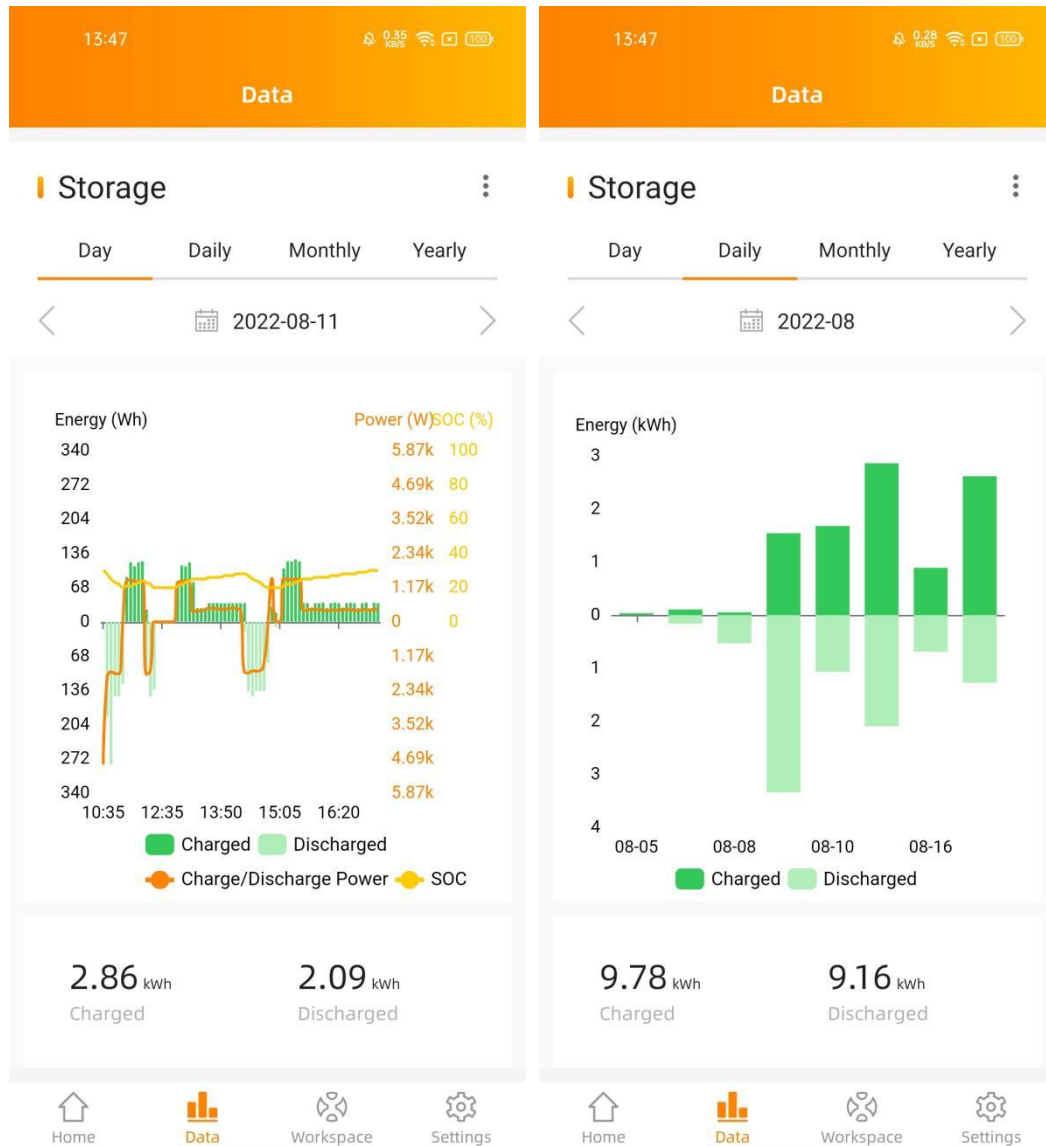 13:47
0.35
KB/S
100
Data
Storage
Day Daily Monthly Yearly
2022-08-11
Energy (Wh) Power (W) SOC (%)
340 5.87k 100
272 4.69k 80
204 3.52k 60
136 2.34k 40
68 1.17k 20
0 0 0
68 1.17k
136 2.34k
204 3.52k
272 4.69k
340 5.87k
10:35 12:35 13:50 15:05 16:20
Charged Discharged
Charge/Discharge Power SOC
2.86 kWh 2.09 kWh
Charged Discharged
Home Data Workspace Settings
13:47
0.28
KB/S
100
Data
Storage
Day Daily Monthly Yearly
2022-08
Energy (kWh)
3
2
1
0
1
2
3
4
08-05 08-08 08-10 08-16
Charged Discharged
9.78 kWh 9.16 kWh
Charged Discharged
Home Data Workspace Settings